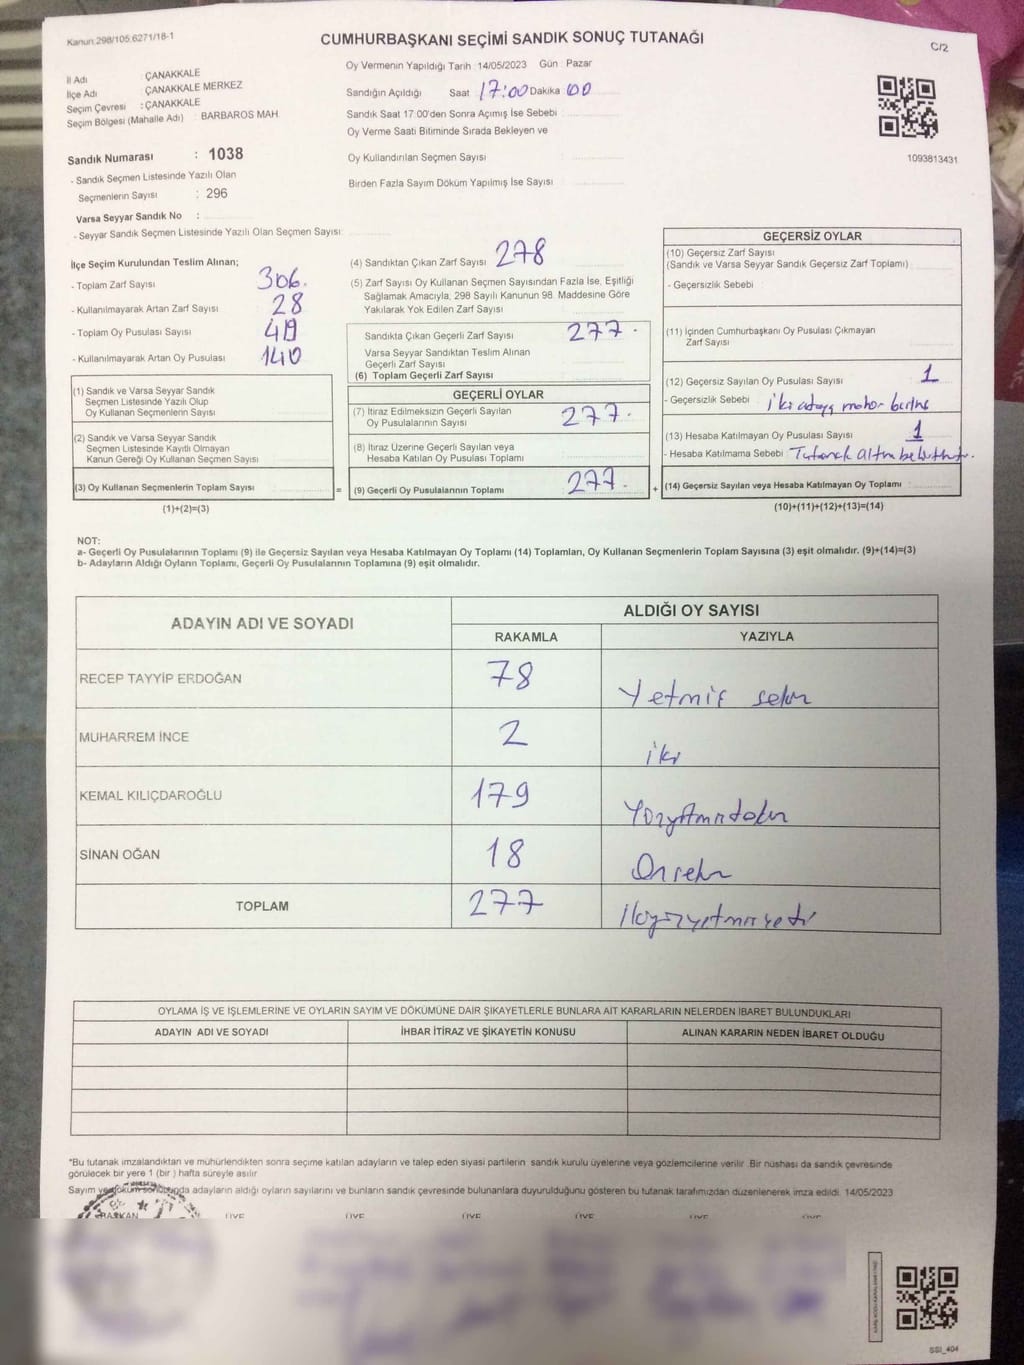 Kanun:298/105,6271/18-1
CUMHURBAŞKANI SEÇİMİ SANDIK SONUÇ TUTANAĞI
C/2
İl Adı : ÇANAKKALE
İlçe Adı : ÇANAKKALE MERKEZ
Seçim Çevresi : ÇANAKKALE
Seçim Bölgesi (Mahalle Adı) : BARBAROS MAH.
Sandık Numarası : 1038
- Sandık Seçmen Listesinde Yazılı Olan
Seçmenlerin Sayısı : 296
Varsa Seyyar Sandık No :
- Seyyar Sandık Seçmen Listesinde Yazılı Olan Seçmen Sayısı:
Oy Vermenin Yapıldığı Tarih : 14/05/2023 Gün : Pazar
Sandığın Açıldığı Saat 17:00 Dakika 00
Sandık Saat 17:00'den Sonra Açımış İse Sebebi
Oy Verme Saati Bitiminde Sırada Bekleyen ve
Oy Kullandırılan Seçmen Sayısı
Birden Fazla Sayım Döküm Yapılmış İse Sayısı
1093813431
İlçe Seçim Kurulundan Teslim Alınan;
- Toplam Zarf Sayısı 306.
- Kullanılmayarak Artan Zarf Sayısı 28
- Toplam Oy Pusulası Sayısı 419
- Kullanılmayarak Artan Oy Pusulası 140
(1) Sandık ve Varsa Seyyar Sandık
Seçmen Listesinde Yazılı Olup
Oy Kullanan Seçmenlerin Sayısı
(2) Sandık ve Varsa Seyyar Sandık
Seçmen Listesinde Kayıtlı Olmayan
Kanun Gereği Oy Kullanan Seçmen Sayısı
(3) Oy Kullanan Seçmenlerin Toplam Sayısı =
(1)+(2)=(3)
(4) Sandıktan Çıkan Zarf Sayısı 278
(5) Zarf Sayısı Oy Kullanan Seçmen Sayısından Fazla İse, Eşitliği
Sağlamak Amacıyla, 298 Sayılı Kanunun 98. Maddesine Göre
Yakılarak Yok Edilen Zarf Sayısı
Sandıkta Çıkan Geçerli Zarf Sayısı 277.
Varsa Seyyar Sandıktan Teslim Alınan
Geçerli Zarf Sayısı
(6) Toplam Geçerli Zarf Sayısı
GEÇERLİ OYLAR
(7) İtiraz Edilmeksizin Geçerli Sayılan
Oy Pusulalarının Sayısı 277.
(8) İtiraz Üzerine Geçerli Sayılan veya
Hesaba Katılan Oy Pusulası Toplamı
(9) Geçerli Oy Pusulalarının Toplamı 277. +
GEÇERSİZ OYLAR
(10) Geçersiz Zarf Sayısı
(Sandık ve Varsa Seyyar Sandık Geçersiz Zarf Toplamı)
- Geçersizlik Sebebi
(11) İçinden Cumhurbaşkanı Oy Pusulası Çıkmayan
Zarf Sayısı
(12) Geçersiz Sayılan Oy Pusulası Sayısı 1
- Geçersizlik Sebebi : iki adaya
(13) Hesaba Katılmayan Oy Pusulası Sayısı 1
- Hesaba Katılmama Sebebi
(14) Geçersiz Sayılan veya Hesaba Katılmayan Oy Toplamı :
(10)+(11)+(12)+(13)=(14)
NOT:
a- Geçerli Oy Pusulalarının Toplamı (9) ile Geçersiz Sayılan veya Hesaba Katılmayan Oy Toplamı (14) Toplamları, Oy Kullanan Seçmenlerin Toplam Sayısına (3) eşit olmalıdır. (9)+(14)=(3)
b- Adayların Aldığı Oyların Toplamı, Geçerli Oy Pusulalarının Toplamına (9) eşit olmalıdır.
ADAYIN ADI VE SOYADI
ALDIĞI OY SAYISI
RAKAMLA YAZIYLA
RECEP TAYYİP ERDOĞAN 78 Yetmiş
MUHARREM İNCE 2 iki
KEMAL KILIÇDAROĞLU 179
SİNAN OĞAN 18
TOPLAM 277
OYLAMA İŞ VE İŞLEMLERİNE VE OYLARIN SAYIM VE DÖKÜMÜNE DAİR ŞİKAYETLERLE BUNLARA AİT KARARLARIN NELERDEN İBARET BULUNDUKLARI
ADAYIN ADI VE SOYADI İHBAR İTİRAZ VE ŞİKAYETİN KONUSU ALINAN KARARIN NEDEN İBARET OLDUĞU
*Bu tutanak imzalandıktan ve mühürlendikten sonra seçime katılan adayların ve talep eden siyasi partilerin sandık kurulu üyelerine veya gözlemcilerine verilir. Bir nüshası da sandık çevresinde
görülecek bir yere 1 (bir ) hafta süreyle asılır.
Sayım ve döküm sonucunda adayların aldığı oyların sayılarını ve bunların sandık çevresinde bulunanlara duyurulduğunu gösteren bu tutanak tarafımızdan düzenlenerek imza edildi. 14/05/2023
BAŞKAN ÜYE ÜYE ÜYE ÜYE ÜYE ÜYE
SSI_404